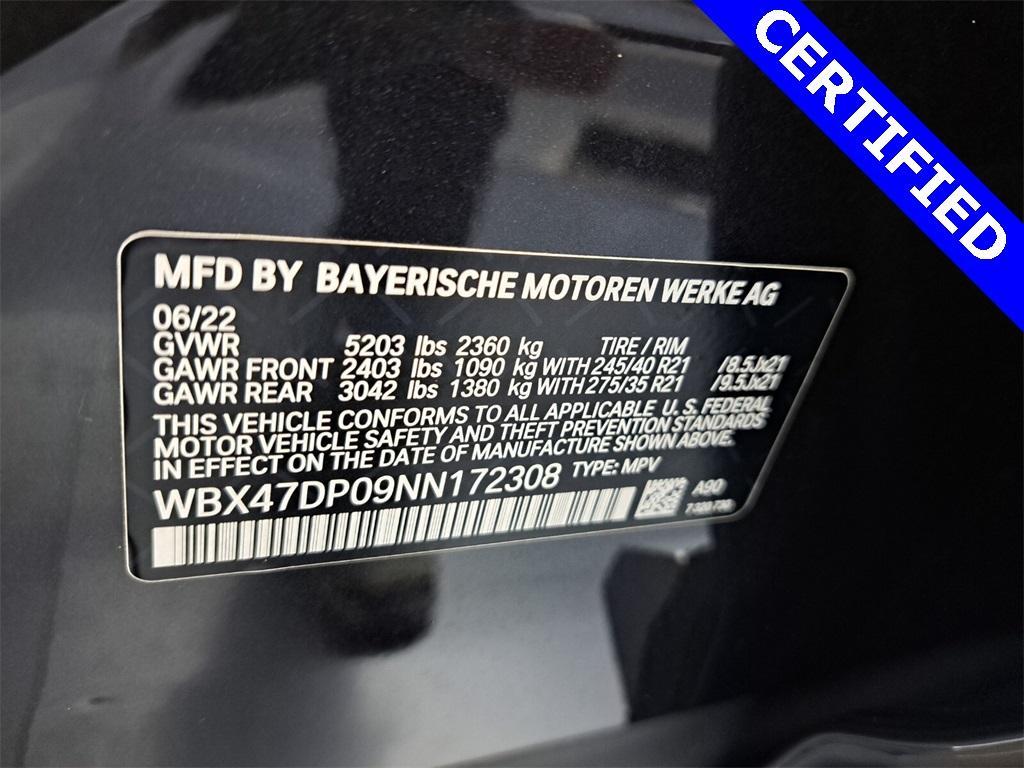 CERTIFIED
MFD BY BAYERISCHE MOTOREN WERKE AG
06/22
GVWR 5203 lbs 2360 kg TIRE / RIM
GAWR FRONT 2403 lbs 1090 kg WITH 245/40 R21 /8.5Jx21
GAWR REAR 3042 lbs 1380 kg WITH 275/35 R21 /9.5Jx21
THIS VEHICLE CONFORMS TO ALL APPLICABLE U. S. FEDERAL
MOTOR VEHICLE SAFETY AND THEFT PREVENTION STANDARDS
IN EFFECT ON THE DATE OF MANUFACTURE SHOWN ABOVE.
WBX47DP09NN172308 TYPE: MPV
A90